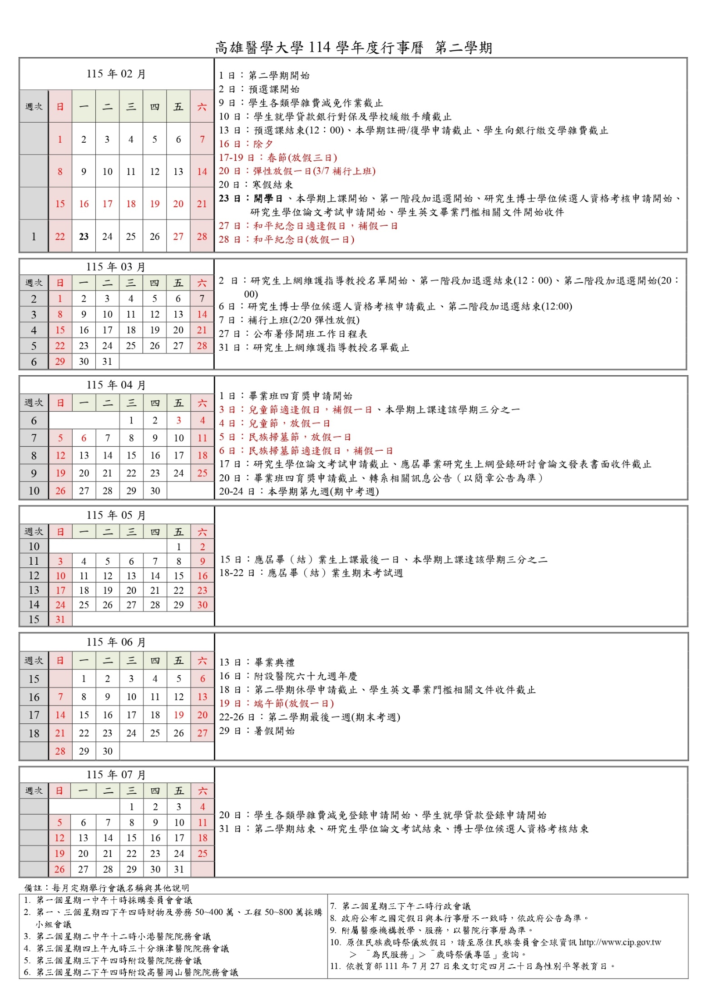 高雄醫學大學 114 學年度行事曆 第二學期
115 年 02 月
週次 日 一 二 三 四 五 六
1 2 3 4 5 6 7
8 9 10 11 12 13 14
15 16 17 18 19 20 21
1 22 23 24 25 26 27 28
1 日：第二學期開始
2 日：預選課開始
9 日：學生各類學雜費減免作業截止
10 日：學生就學貸款銀行對保及學校緩繳手續截止
13 日：預選課結束(12：00)、本學期註冊/復學申請截止、學生向銀行繳交學雜費截止
16 日：除夕
17-19 日：春節(放假三日)
20 日：彈性放假一日(3/7 補行上班)
20 日：寒假結束
23 日：開學日、本學期上課開始、第一階段加退選開始、研究生博士學位候選人資格考核申請開始、
研究生學位論文考試申請開始、學生英文畢業門檻相關文件開始收件
27 日：和平紀念日適逢假日，補假一日
28 日：和平紀念日(放假一日)
115 年 03 月
週次 日 一 二 三 四 五 六
2 1 2 3 4 5 6 7
3 8 9 10 11 12 13 14
4 15 16 17 18 19 20 21
5 22 23 24 25 26 27 28
6 29 30 31
2 日：研究生上網維護指導教授名單開始、第一階段加退選結束(12：00)、第二階段加退選開始(20：
00)
6 日：研究生博士學位候選人資格考核申請截止、第二階段加退選結束(12:00)
7 日：補行上班(2/20 彈性放假)
27 日：公布暑修開班工作日程表
31 日：研究生上網維護指導教授名單截止
115 年 04 月
週次 日 一 二 三 四 五 六
6 1 2 3 4
7 5 6 7 8 9 10 11
8 12 13 14 15 16 17 18
9 19 20 21 22 23 24 25
10 26 27 28 29 30
1 日：畢業班四育獎申請開始
3 日：兒童節適逢假日，補假一日、本學期上課達該學期三分之一
4 日：兒童節，放假一日
5 日：民族掃墓節，放假一日
6 日：民族掃墓節適逢假日，補假一日
17 日：研究生學位論文考試申請截止、應屆畢業研究生上網登錄研討會論文發表書面收件截止
20 日：畢業班四育獎申請截止、轉系相關訊息公告（以簡章公告為準）
20-24 日：本學期第九週(期中考週)
115 年 05 月
週次 日 一 二 三 四 五 六
10 1 2
11 3 4 5 6 7 8 9
12 10 11 12 13 14 15 16
13 17 18 19 20 21 22 23
14 24 25 26 27 28 29 30
15 31
15 日：應屆畢（結）業生上課最後一日、本學期上課達該學期三分之二
18-22 日：應屆畢（結）業生期末考試週
115 年 06 月
週次 日 一 二 三 四 五 六
15 1 2 3 4 5 6
16 7 8 9 10 11 12 13
17 14 15 16 17 18 19 20
18 21 22 23 24 25 26 27
28 29 30
13 日：畢業典禮
16 日：附設醫院六十九週年慶
18 日：第二學期休學申請截止、學生英文畢業門檻相關文件收件截止
19 日：端午節(放假一日)
22-26 日：第二學期最後一週(期末考週)
29 日：暑假開始
115 年 07 月
週次 日 一 二 三 四 五 六
1 2 3 4
5 6 7 8 9 10 11
12 13 14 15 16 17 18
19 20 21 22 23 24 25
26 27 28 29 30 31
20 日：學生各類學雜費減免登錄申請開始、學生就學貸款登錄申請開始
31 日：第二學期結束、研究生學位論文考試結束、博士學位候選人資格考核結束
備註：每月定期舉行會議名稱與其他說明
1. 第一個星期一中午十時採購委員會會議
2. 第一、三個星期四下午四時財物及勞務 50~400 萬、工程 50~800 萬採購
小組會議
3. 第二個星期二中午十二時小港醫院院務會議
4. 第三個星期四上午九時三十分旗津醫院院務會議
5. 第三個星期三下午四時附設醫院院務會議
6. 第三個星期二下午四時附設高醫岡山醫院院務會議
7. 第二個星期三下午二時行政會議
8. 政府公布之國定假日與本行事曆不一致時，依政府公告為準。
9. 附屬醫療機構教學、服務，以醫院行事曆為準。
10. 原住民族歲時祭儀放假日，請至原住民族委員會全球資訊 http://www.cip.gov.tw
＞「為民服務」＞「歲時祭儀專區」查詢。
11. 依教育部 111 年 7 月 27 日來文訂定四月二十日為性別平等教育日。